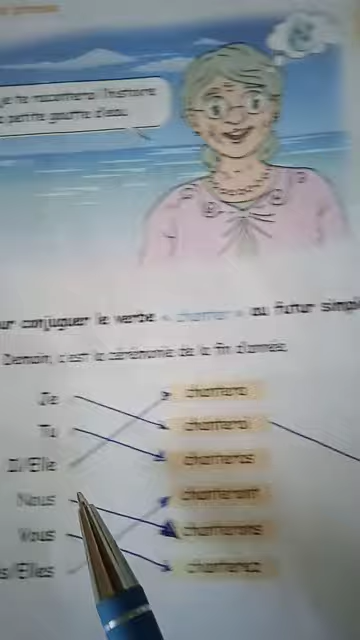 je te raconterai l'histoire
petite goutte d'eau
ur conjuguer le verbe « chanter » au futur simple
Demain, c'est la cérémonie de la fin d'année.
Je
chantera
Tu
chanterai
Il/Elle
chanteras
Nous
chanteront
Vous
chanterons
s/Elles
chanterez